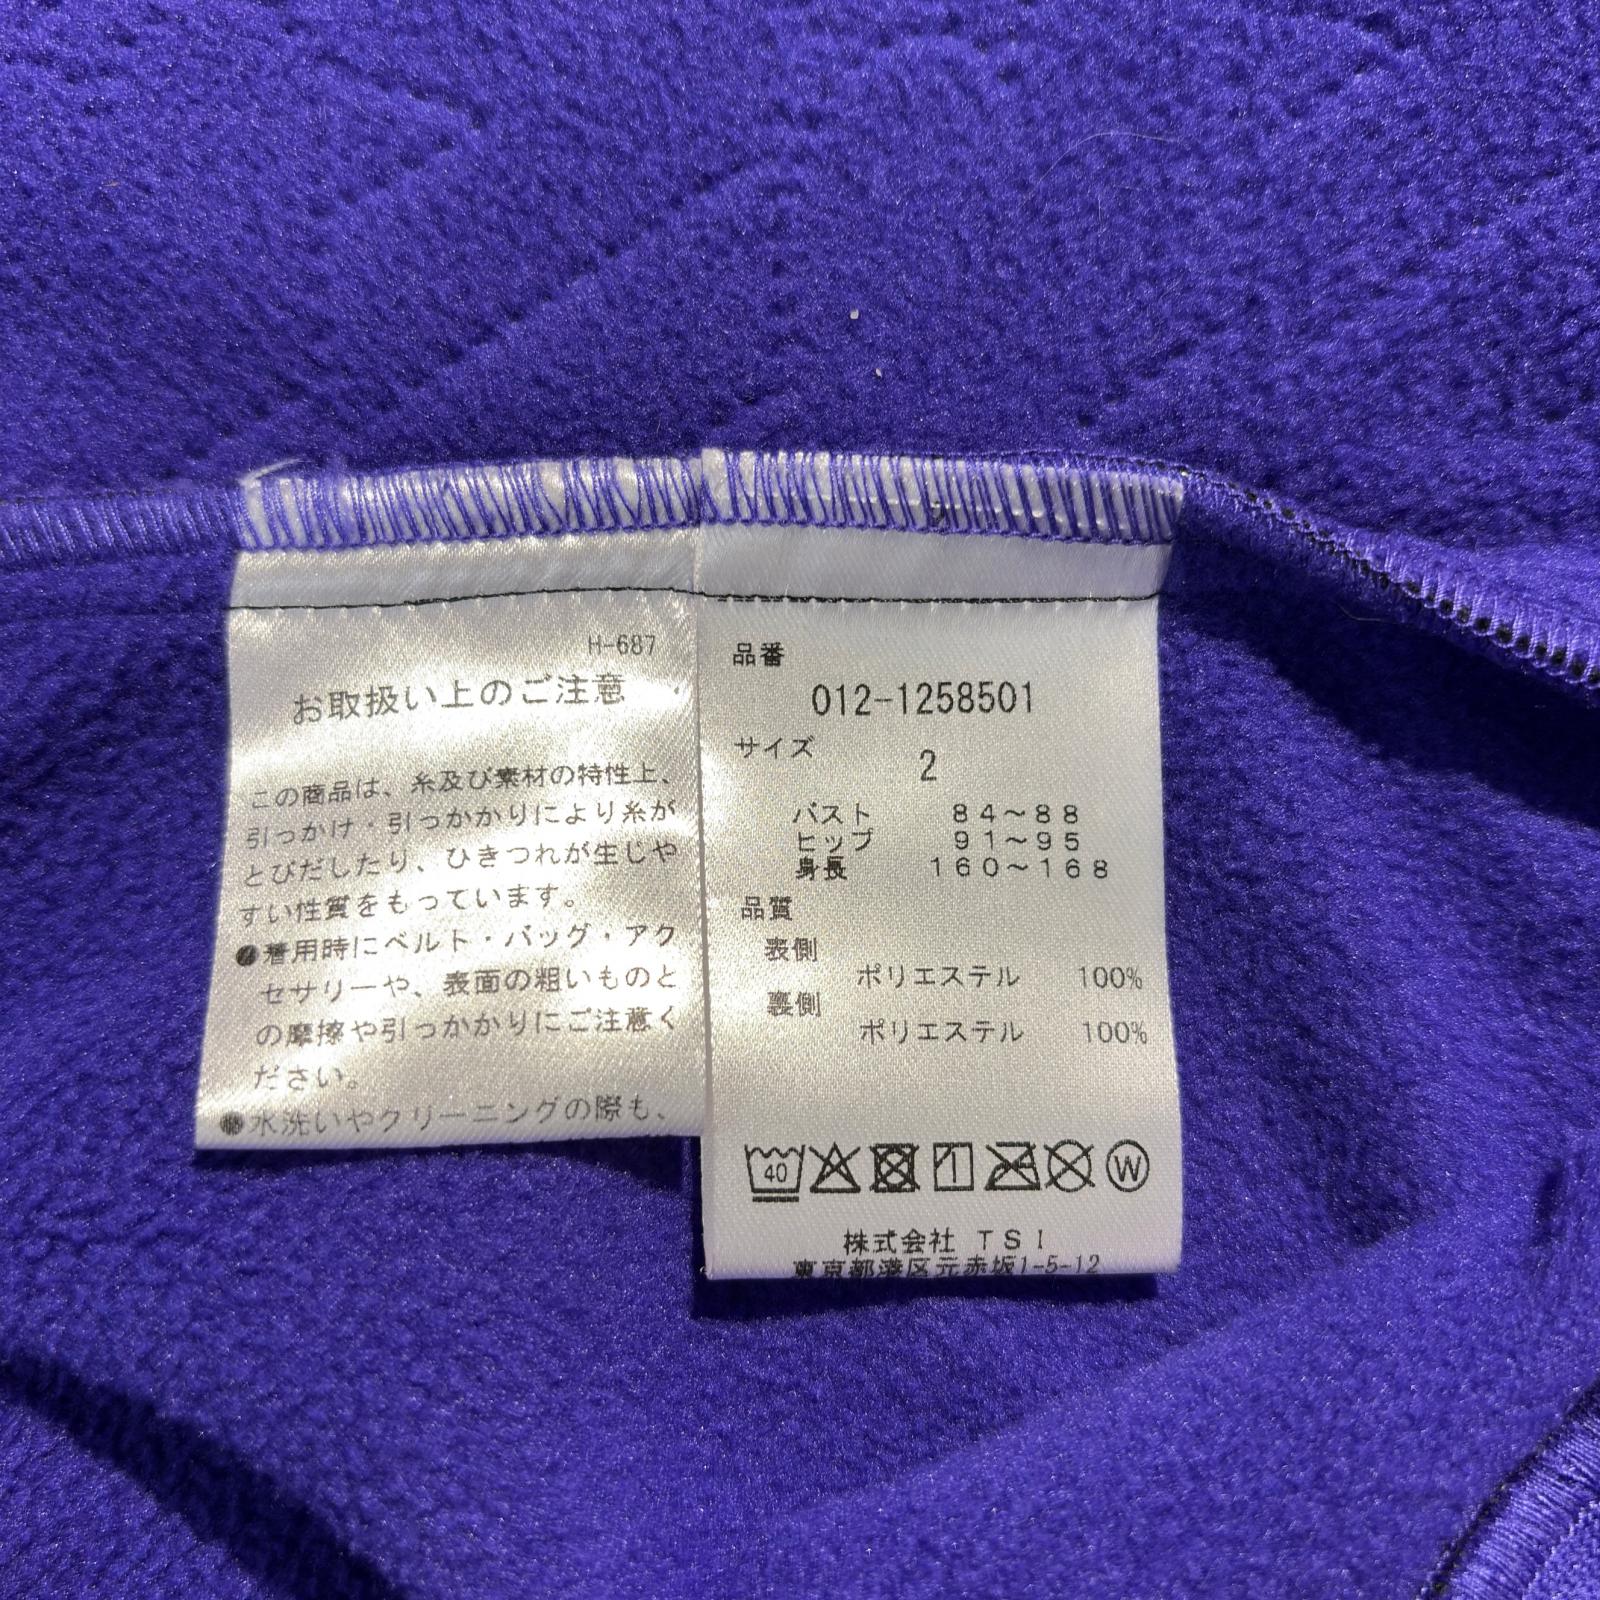 H-687
お取扱い上のご注意
この商品は、糸及び素材の特性上、
引っかけ・引っかかりにより糸が
とびだしたり、ひきつれが生じや
すい性質をもっています。
●着用時にベルト・バッグ・アク
セサリーや、表面の粗いものと
の摩擦や引っかかりにご注意く
ださい。
●水洗いやクリーニングの際も、
品番
012-1258501
サイズ 2
バスト 84～88
ヒップ 91～95
身長 160～168
品質
表側
ポリエステル 100%
裏側
ポリエステル 100%
40 W
株式会社 TSI
東京都港区元赤坂1-5-12